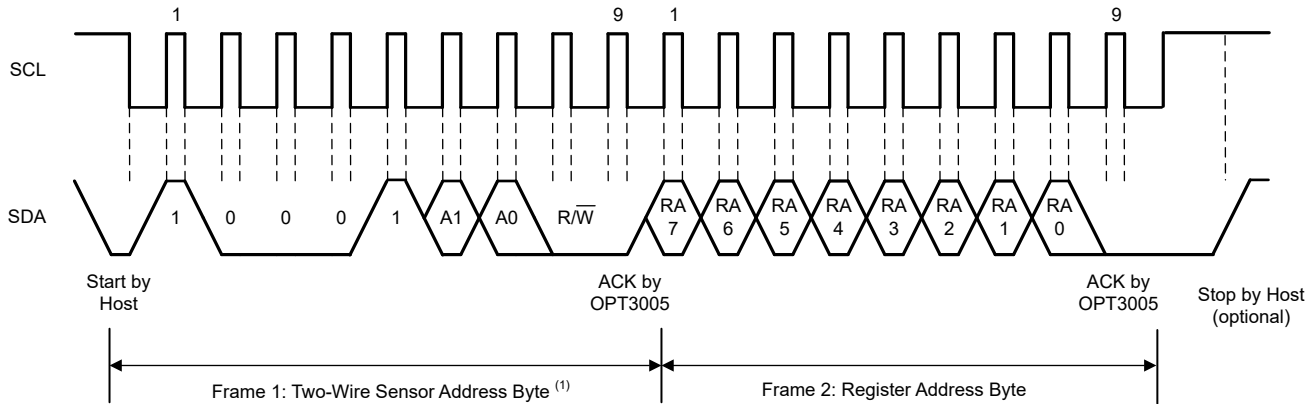 1 9 1 9
SCL
SDA
1 0 0 0 1 A1 A0 R/W̅ RA RA RA RA RA RA RA RA
7 6 5 4 3 2 1 0
Start by
Host
ACK by
OPT3005
ACK by
OPT3005
Stop by Host
(optional)
Frame 1: Two-Wire Sensor Address Byte (1)
Frame 2: Register Address Byte